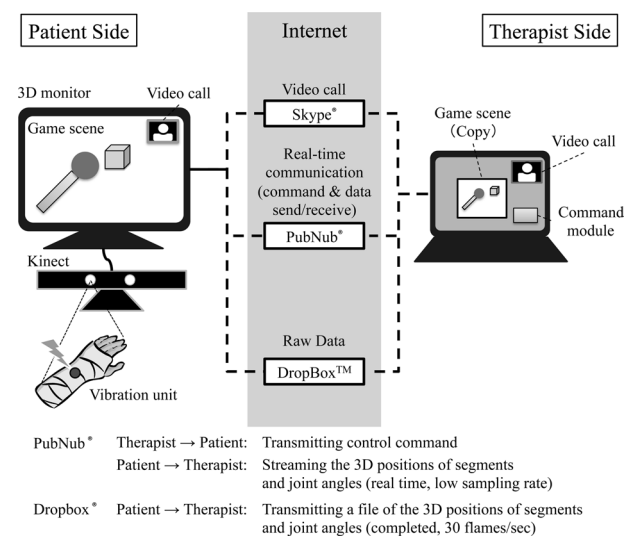 Patient Side
Internet
Therapist Side
3D monitor
Video call
Game scene
Kinect
Vibration unit
Video call
Skype®
Real-time
communication
(command & data
send/receive)
PubNub®
Raw Data
DropBox™
Game scene
(Copy)
Video call
Command
module
PubNub® Therapist → Patient: Transmitting control command
Patient → Therapist: Streaming the 3D positions of segments
and joint angles (real time, low sampling rate)
Dropbox® Patient → Therapist: Transmitting a file of the 3D positions of segments
and joint angles (completed, 30 flames/sec)